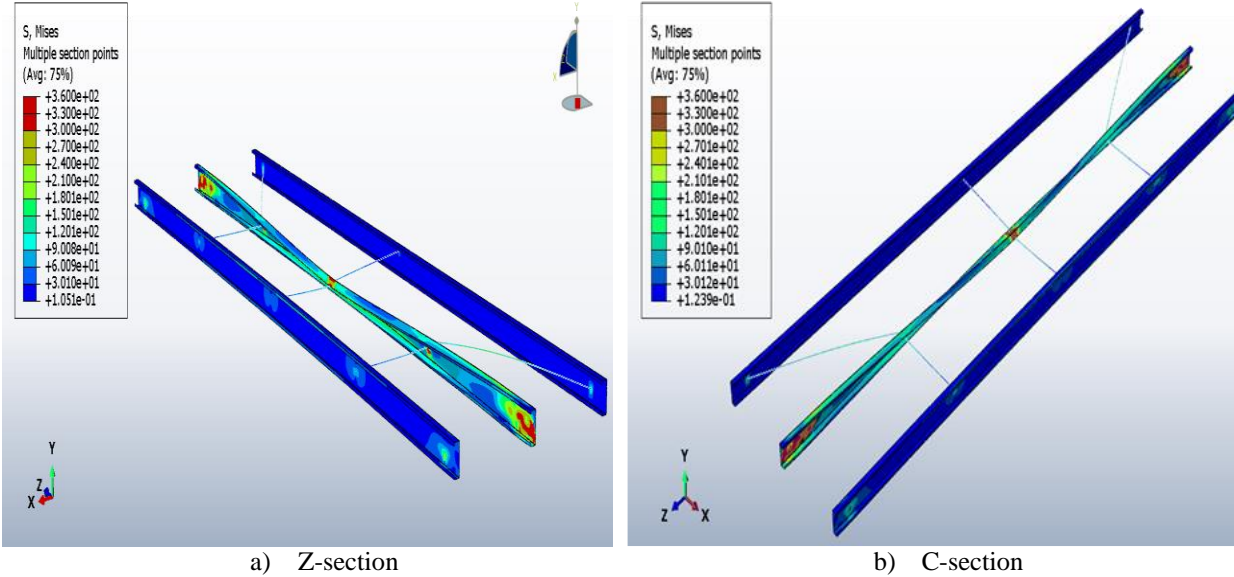 S, Mises
Multiple section points
(Avg: 75%)
+3.600e+02
+3.300e+02
+3.000e+02
+2.700e+02
+2.400e+02
+2.100e+02
+1.801e+02
+1.501e+02
+1.201e+02
+9.008e+01
+6.009e+01
+3.010e+01
+1.051e-01
Y
X
Y
Z
X
a) Z-section
S, Mises
Multiple section points
(Avg: 75%)
+3.600e+02
+3.300e+02
+3.000e+02
+2.701e+02
+2.401e+02
+2.101e+02
+1.801e+02
+1.501e+02
+1.201e+02
+9.010e+01
+6.011e+01
+3.012e+01
+1.239e-01
Y
Z
X
b) C-section